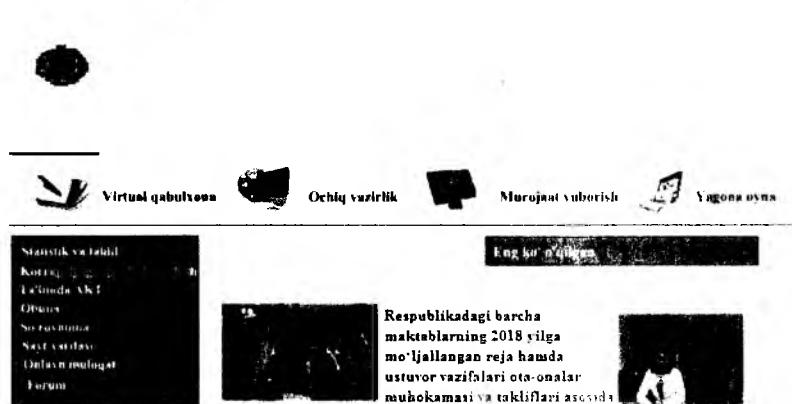 Virtual qabulxona
Ochiq vazirlik
Murojaat yuborish
Yagona oyna
Statistik va tahlil
Ta'limda AKT
Obuna
So'rovnoma
Sayt xaritasi
Onlayn muloqat
Forum
Eng ko'
Respublikadagi barcha
maktablarning 2018 yilga
mo'ljallangan reja hamda
ustuvor vazifalari ota-onalar
muhokamasi va takliflari asosida